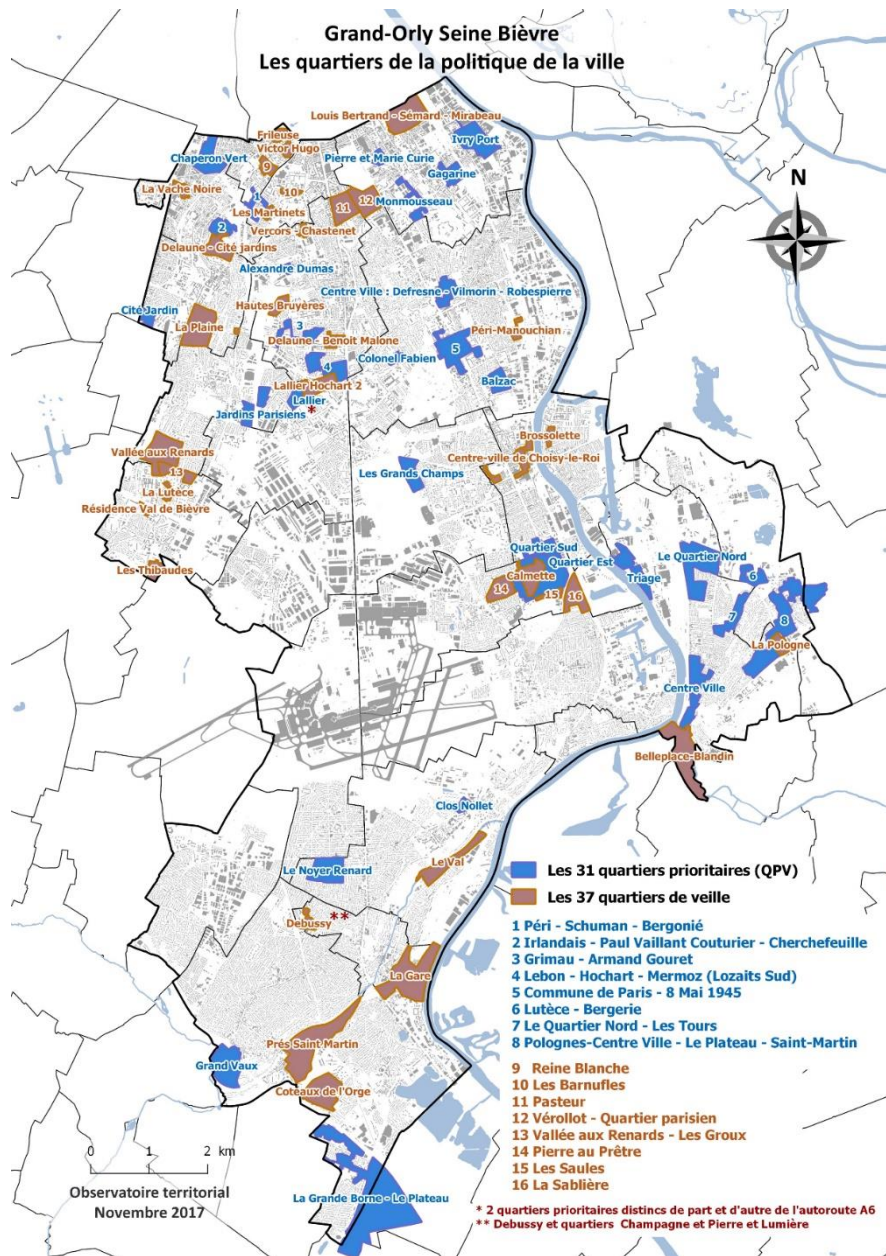 Grand-Orly Seine Bièvre
Les quartiers de la politique de la ville
Louis Bertrand - Sémard - Mirabeau
Frileuse
Victor Hugo
Ivry Port
Chaperon Vert
9
Pierre et Marie Curie
Gagarine
N
La Vache Noire
1
10
Monmousseau
12
11
Les Martinets
2
Vercors - Chastenet
Delaune - Cité jardins
Alexandre Dumas
Centre Ville : Defresne - Vilmorin - Robespierre
Hautes Bruyères
Cité Jardin
La Plaine
3
Péri-Manouchian
Delaune - Benoit Malone
5
Colonel Fabien
4
Balzac
Lallier Hochart 2
Lallier
*
Jardins Parisiens
Brossolette
Vallée aux Renards
Centre-ville de Choisy-le-Roi
13
Les Grands Champs
La Lutèce
Résidence Val de Bièvre
Quartier Sud
Le Quartier Nord
Les Thibaudes
Quartier Est
Calmette
Triage
6
14
15
16
7
8
La Pologne
Centre Ville
Belleplace-Blandin
Clos Nollet
Le Val
Le Noyer Renard
Les 31 quartiers prioritaires (QPV)
Les 37 quartiers de veille
Debussy
**
1 Péri - Schuman - Bergonié
2 Irlandais - Paul Vaillant Couturier - Cherchefeuille
3 Grimau - Armand Gouret
4 Lebon - Hochart - Mermoz (Lozaits Sud)
5 Commune de Paris - 8 Mai 1945
6 Lutèce - Bergerie
7 Le Quartier Nord - Les Tours
8 Polognes-Centre Ville - Le Plateau - Saint-Martin
La Gare
Prés Saint Martin
Grand Vaux
Coteaux de l'Orge
9 Reine Blanche
10 Les Barnufles
11 Pasteur
12 Vérollot - Quartier parisien
13 Vallée aux Renards - Les Groux
14 Pierre au Prêtre
15 Les Saules
16 La Sablière
0 1 2 km
Observatoire territorial
Novembre 2017
La Grande Borne - Le Plateau
* 2 quartiers prioritaires distincs de part et d'autre de l'autoroute A6
** Debussy et quartiers Champagne et Pierre et Lumière